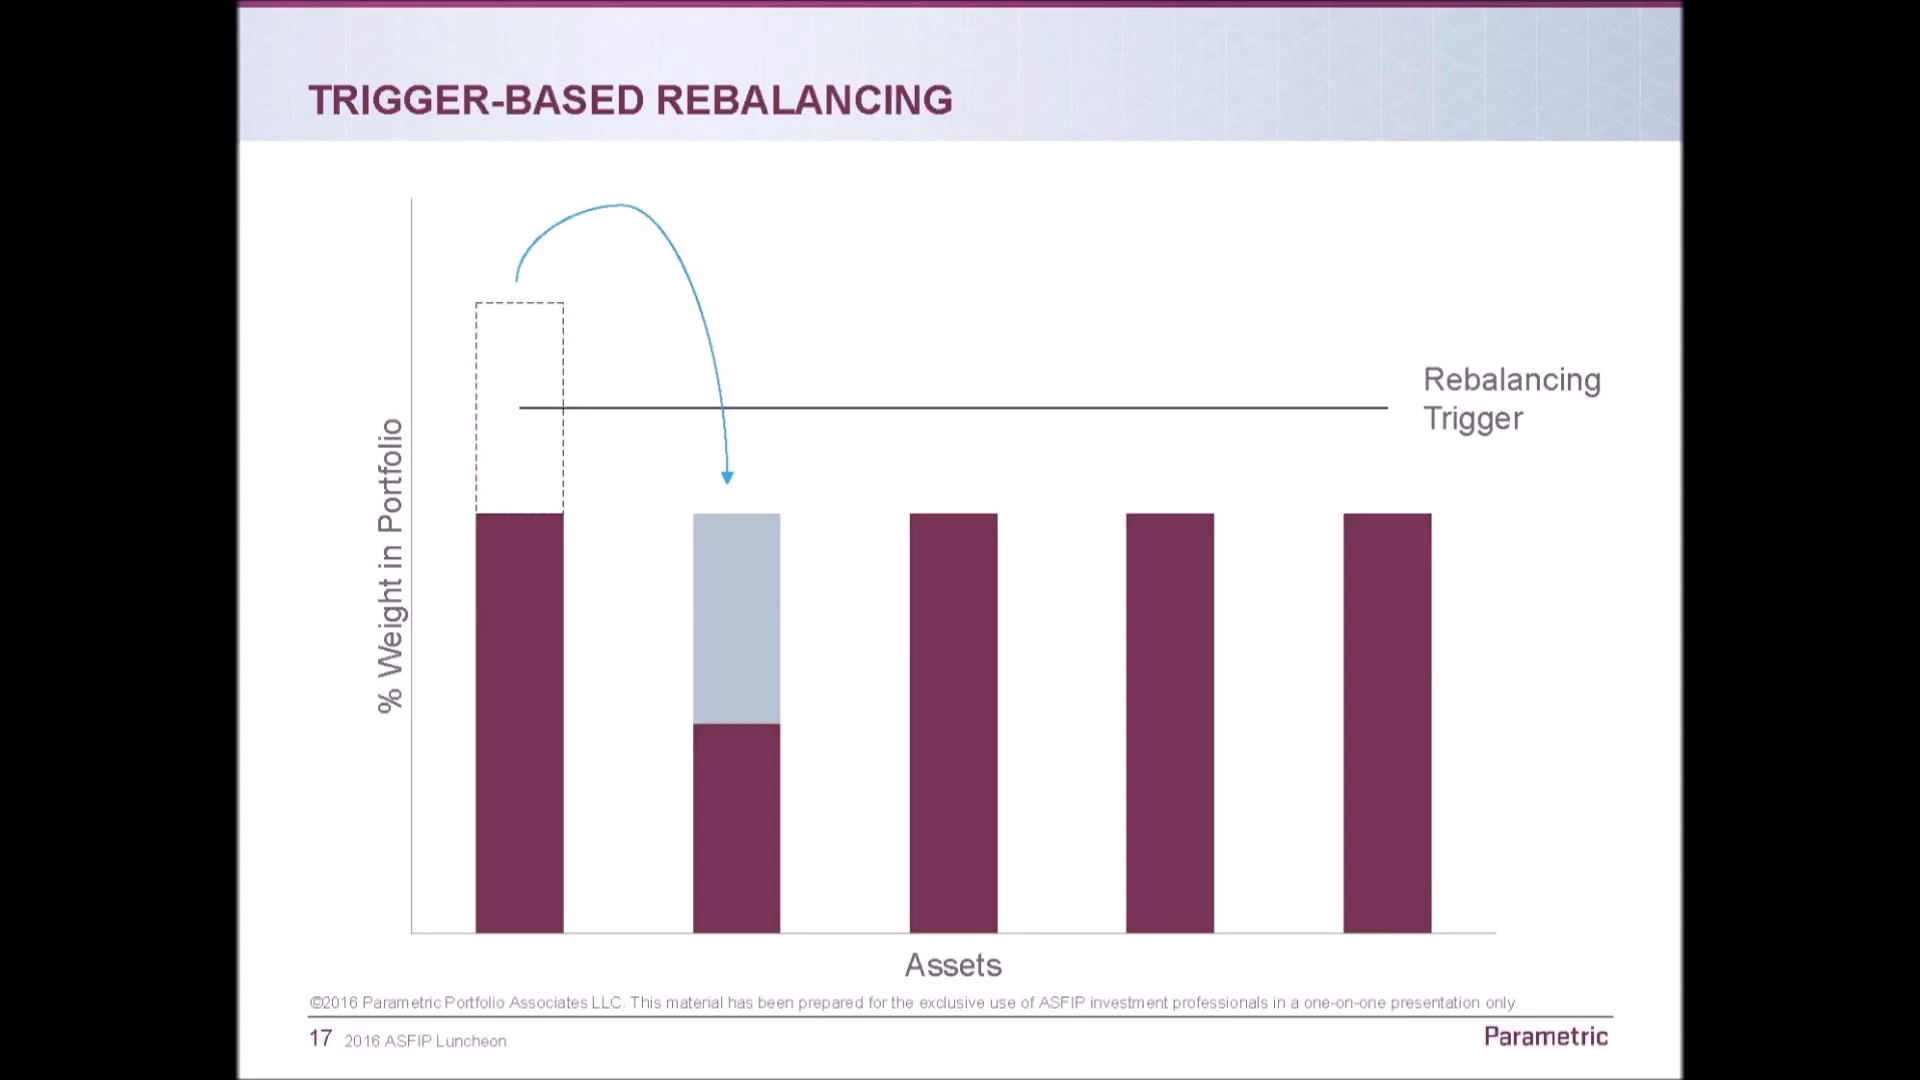 TRIGGER-BASED REBALANCING
Rebalancing
Trigger
% Weight in Portfolio
Assets
©2016 Parametric Portfolio Associates LLC. This material has been prepared for the exclusive use of ASFIP investment professionals in a one-on-one presentation only.
17 2016 ASFIP Luncheon
Parametric